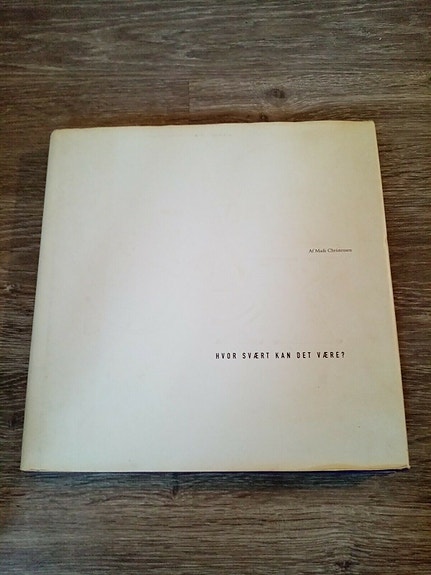 Af Mads Christensen
HVOR SVÆRT KAN DET VÆRE?